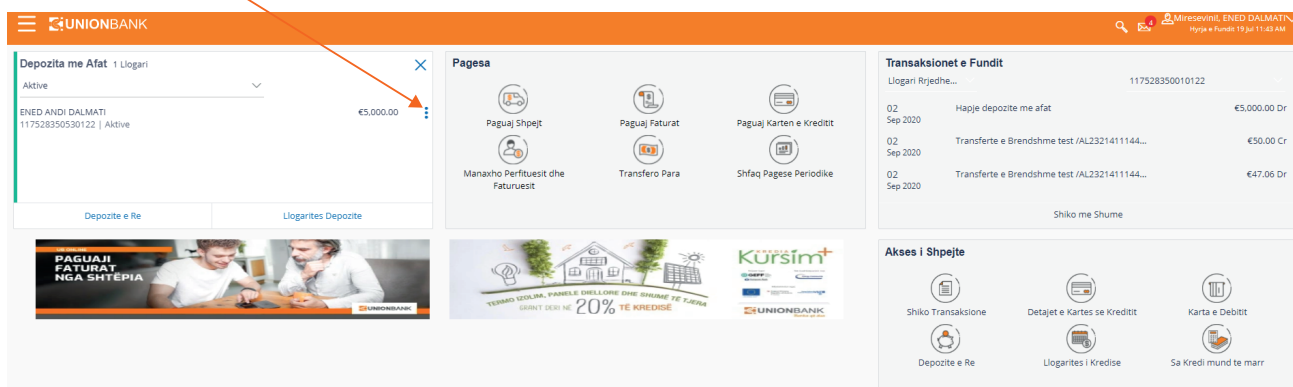 UNIONBANK
4
Miresevini!, ENED DALMATI
Hyrja e Fundit 19 Jul 11:43 AM
Depozita me Afat 1 Llogari
Aktive
ENED ANDI DALMATI €5,000.00
117528350530122 | Aktive
Depozite e Re
Llogarites Depozite
Pagesa
Paguaj Shpejt
Paguaj Faturat
Paguaj Karten e Kreditit
Manaxho Perfituesit dhe
Faturuesit
Transfero Para
Shfaq Pagese Periodike
Transaksionet e Fundit
Llogari Rrjedhe... 117528350010122
02 Hapje depozite me afat €5,000.00 Dr
Sep 2020
02 Transferte e Brendshme test /AL2321411144... €50.00 Cr
Sep 2020
02 Transferte e Brendshme test /AL2321411144... €47.06 Dr
Sep 2020
Shiko me Shume
PAGUAJI
FATURAT
NGA SHTËPIA
UNIONBANK
TERMO IZOLIM, PANELE DIELLORE DHE SHUMË TË TJERA
GRANT DERI NË 20% TË KREDISË
KREDIA
Kursim+
UNIONBANK
Akses i Shpejte
Shiko Transaksione
Detajet e Kartes se Kreditit
Karta e Debitit
Depozite e Re
Llogarites i Kredise
Sa Kredi mund te marr